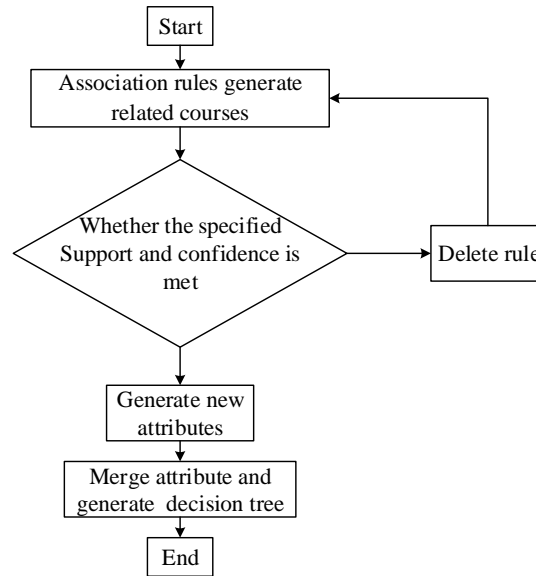 Start
Association rules generate
related courses
Whether the specified
Support and confidence is
met
Delete rule
Generate new
attributes
Merge attribute and
generate decision tree
End